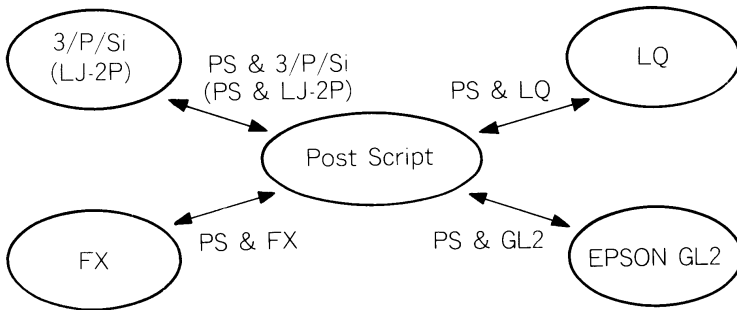 3/P/Si
(LJ-2P)
PS & 3/P/Si
(PS & LJ-2P)
LQ
PS & LQ
Post Script
FX
PS & FX
PS & GL2
EPSON GL2